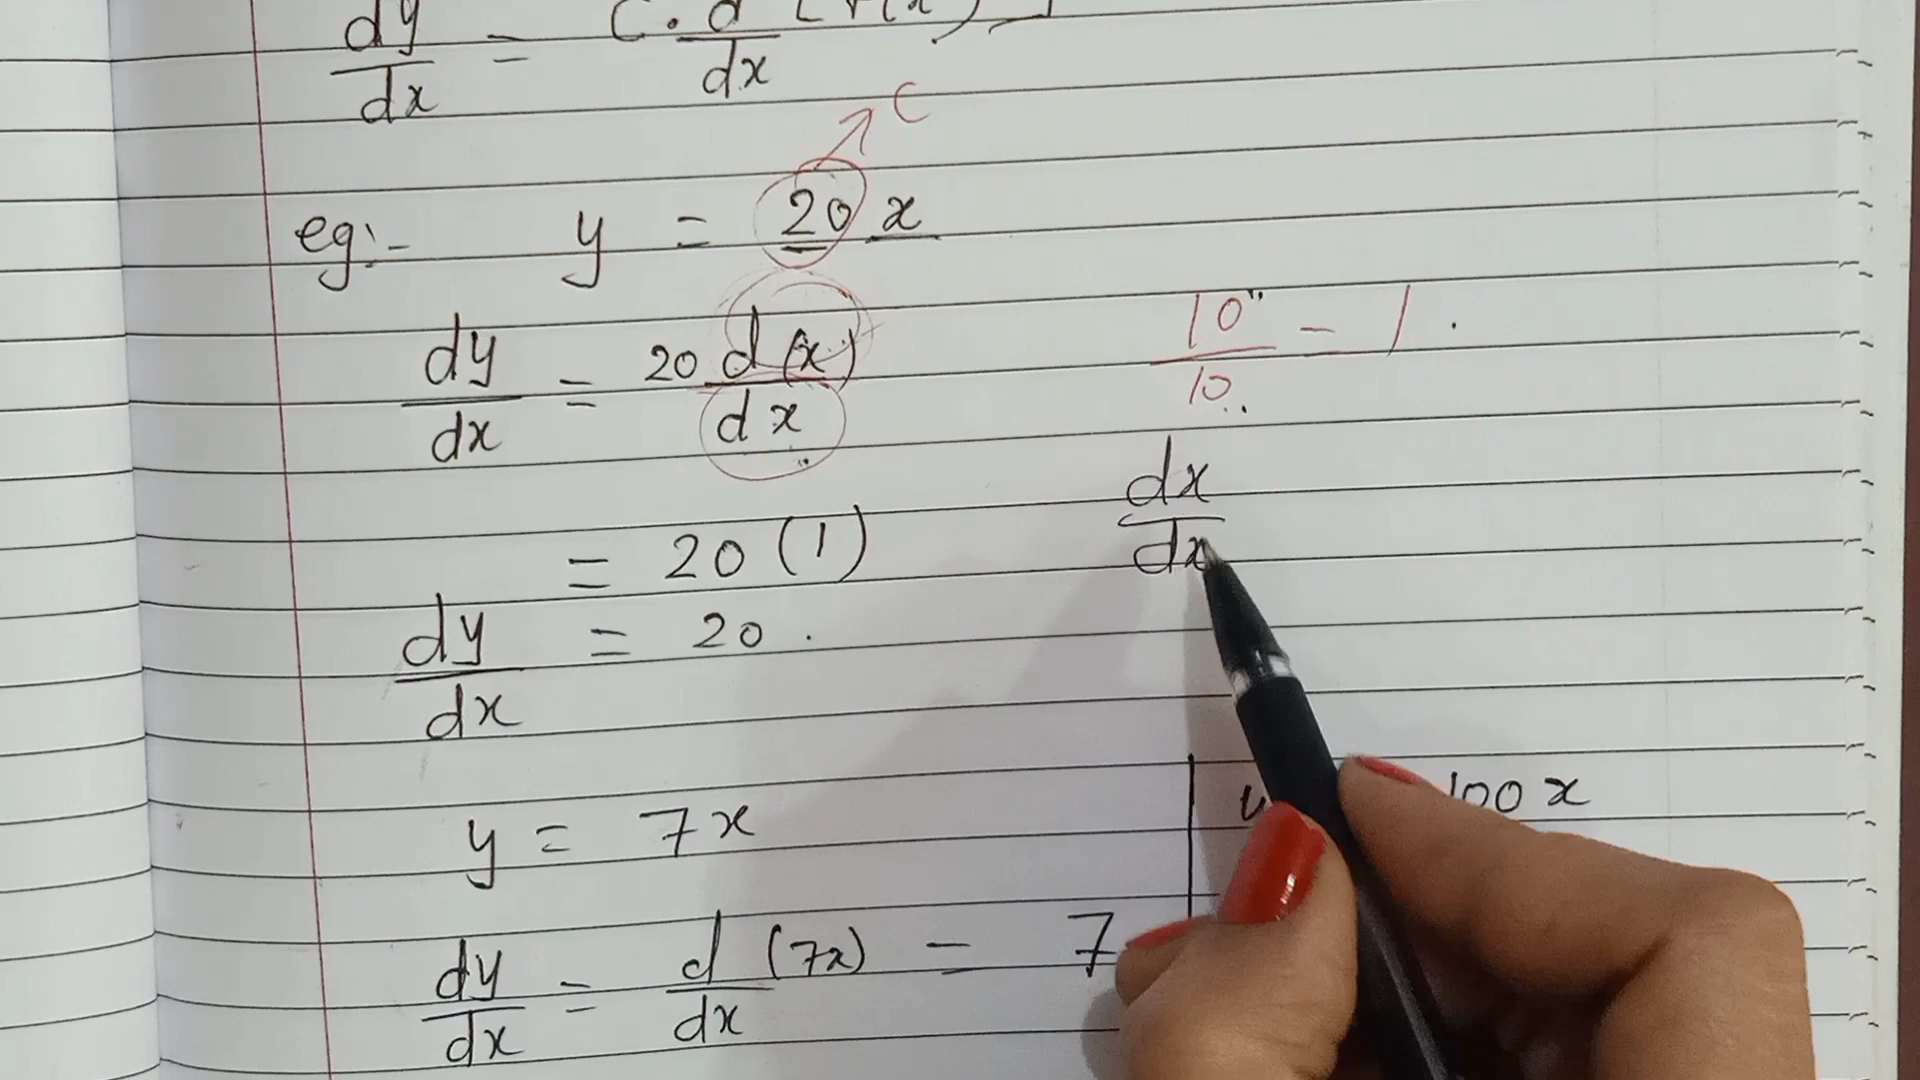 dy/dx = C. d/dx [f(x)]
C
eg:- y = 20 x
dy/dx = 20 d(x)/dx
10/10 = 1.
dx/dx
= 20 (1)
dy/dx = 20.
y = 7x
100 x
dy/dx = d/dx (7x) = 7